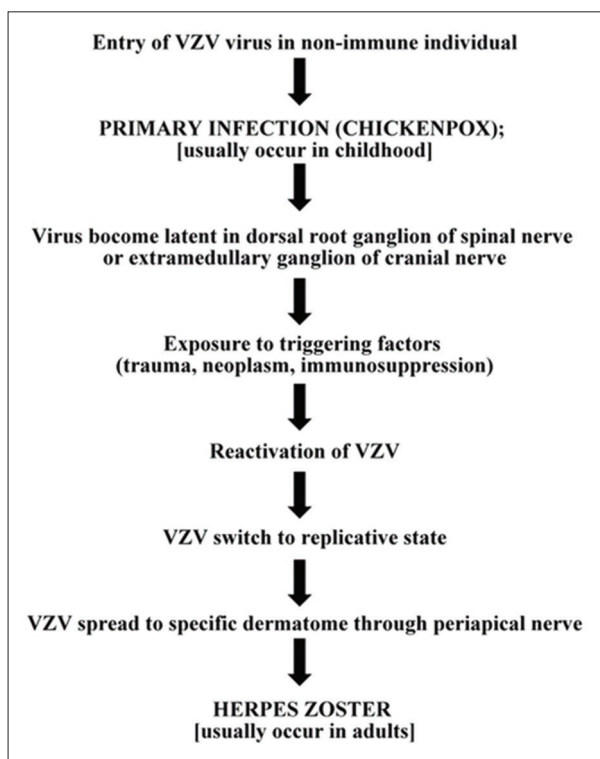 Entry of VZV virus in non-immune individual
PRIMARY INFECTION (CHICKENPOX);
[usually occur in childhood]
Virus bocome latent in dorsal root ganglion of spinal nerve
or extramedullary ganglion of cranial nerve
Exposure to triggering factors
(trauma, neoplasm, immunosuppression)
Reactivation of VZV
VZV switch to replicative state
VZV spread to specific dermatome through periapical nerve
HERPES ZOSTER
[usually occur in adults]